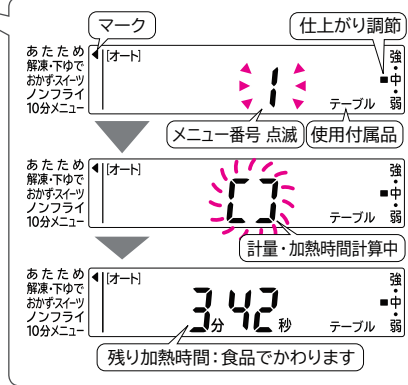 マーク
仕上がり調節
あたため
解凍・下ゆで
おかず・スイーツ
ノンフライ
10分メニュー
[オート]
1
テーブル
強
・
中
・
弱
メニュー番号 点滅
使用付属品
あたため
解凍・下ゆで
おかず・スイーツ
ノンフライ
10分メニュー
[オート]
テーブル
強
・
中
・
弱
計量・加熱時間計算中
あたため
解凍・下ゆで
おかず・スイーツ
ノンフライ
10分メニュー
[オート]
3分 42秒
テーブル
強
・
中
・
弱
残り加熱時間：食品でかわります